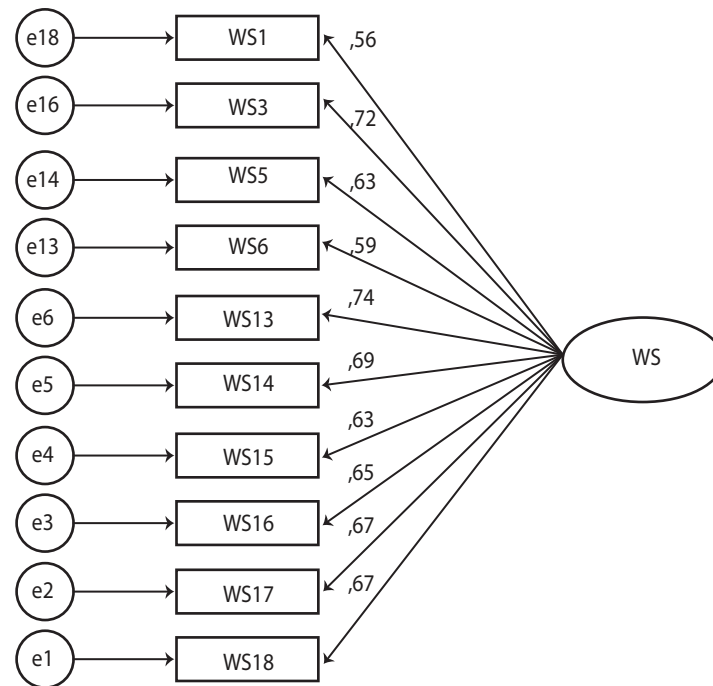 e18 WS1 ,56
e16 WS3 ,72
e14 WS5 ,63
e13 WS6 ,59
e6 WS13 ,74
e5 WS14 ,69
e4 WS15 ,63
e3 WS16 ,65
e2 WS17 ,67
e1 WS18 ,67
WS